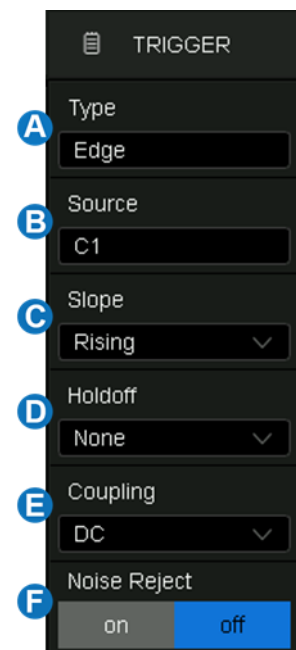 TRIGGER
A
Type
Edge
B
Source
C1
C
Slope
Rising
D
Holdoff
None
E
Coupling
DC
F
Noise Reject
on off